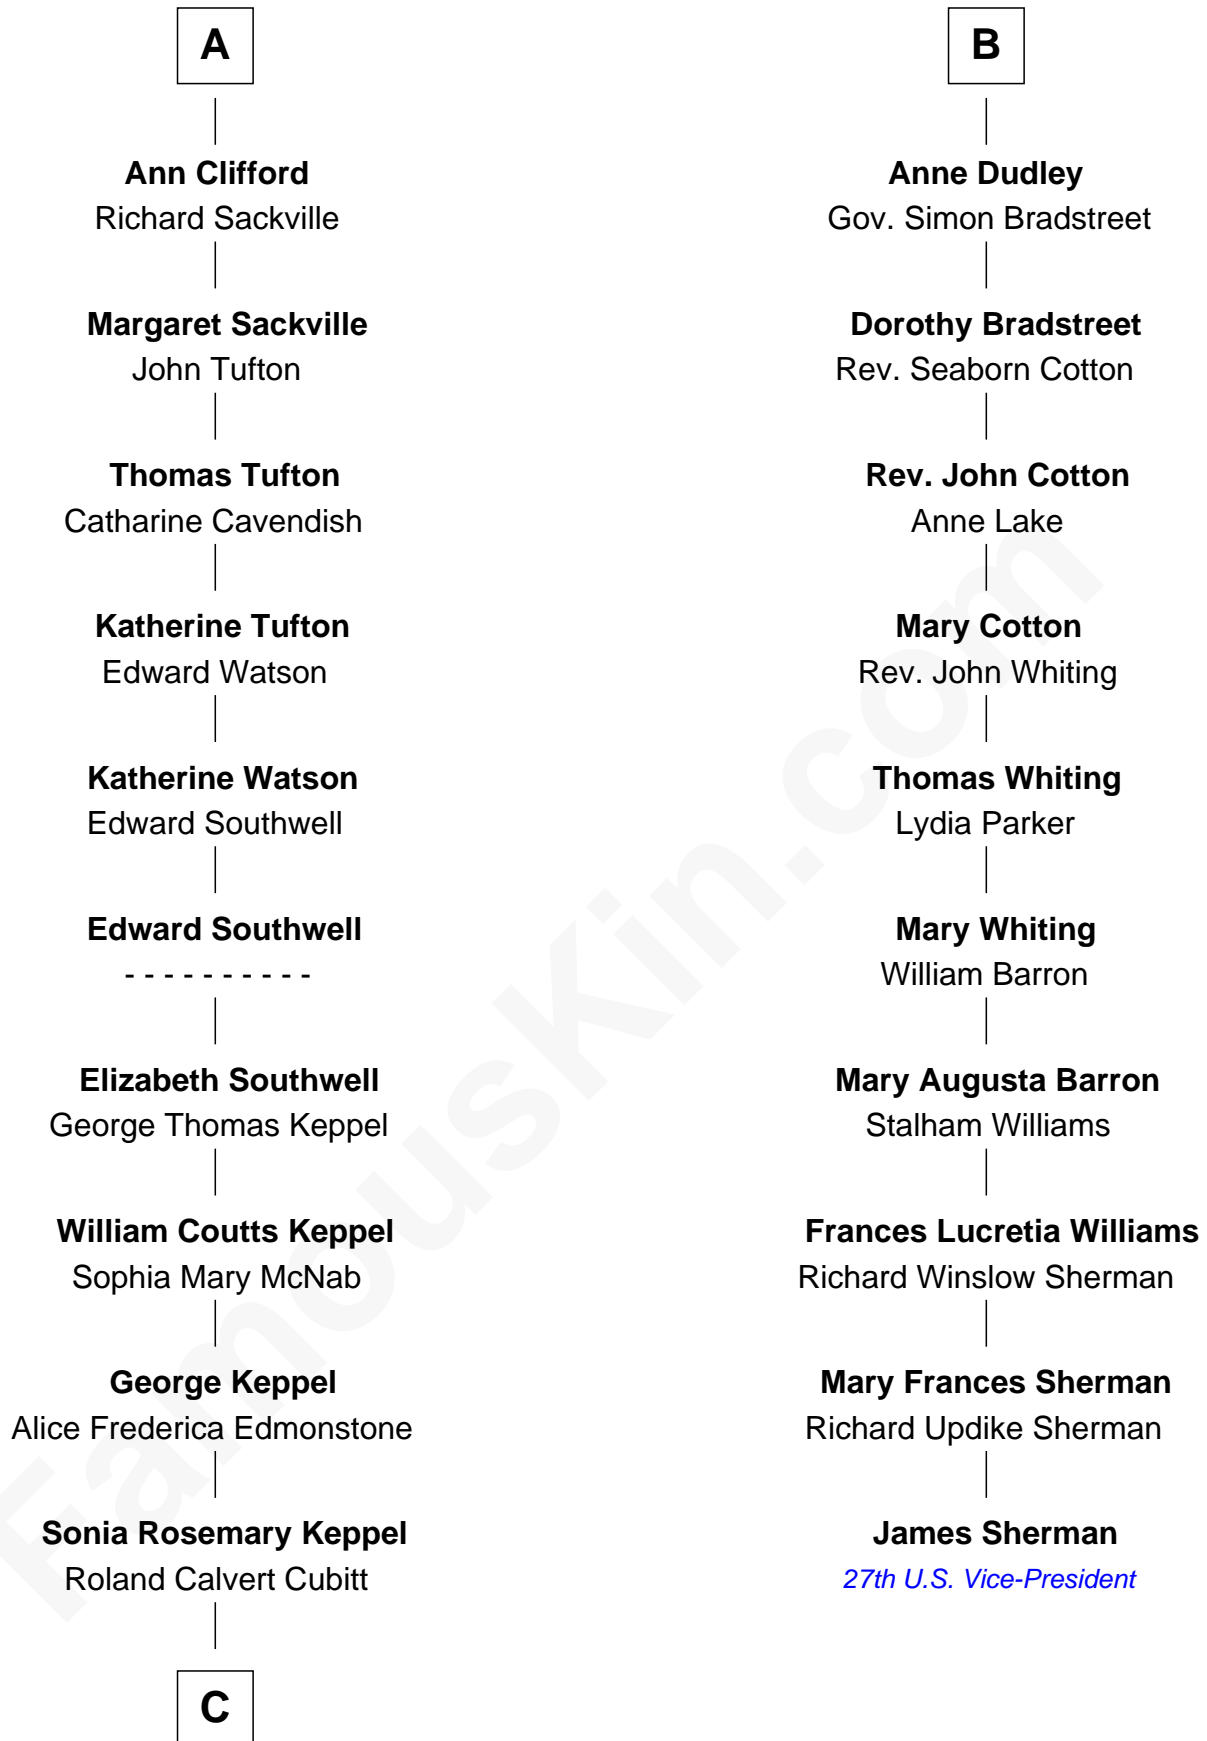 A
Ann Clifford
Richard Sackville
Margaret Sackville
John Tufton
Thomas Tufton
Catharine Cavendish
Katherine Tufton
Edward Watson
Katherine Watson
Edward Southwell
Edward Southwell
- - - - - - - - - -
Elizabeth Southwell
George Thomas Keppel
William Coutts Keppel
Sophia Mary McNab
George Keppel
Alice Frederica Edmonstone
Sonia Rosemary Keppel
Roland Calvert Cubitt
C
B
Anne Dudley
Gov. Simon Bradstreet
Dorothy Bradstreet
Rev. Seaborn Cotton
Rev. John Cotton
Anne Lake
Mary Cotton
Rev. John Whiting
Thomas Whiting
Lydia Parker
Mary Whiting
William Barron
Mary Augusta Barron
Stalham Williams
Frances Lucretia Williams
Richard Winslow Sherman
Mary Frances Sherman
Richard Updike Sherman
James Sherman
27th U.S. Vice-President
FamousKin.com